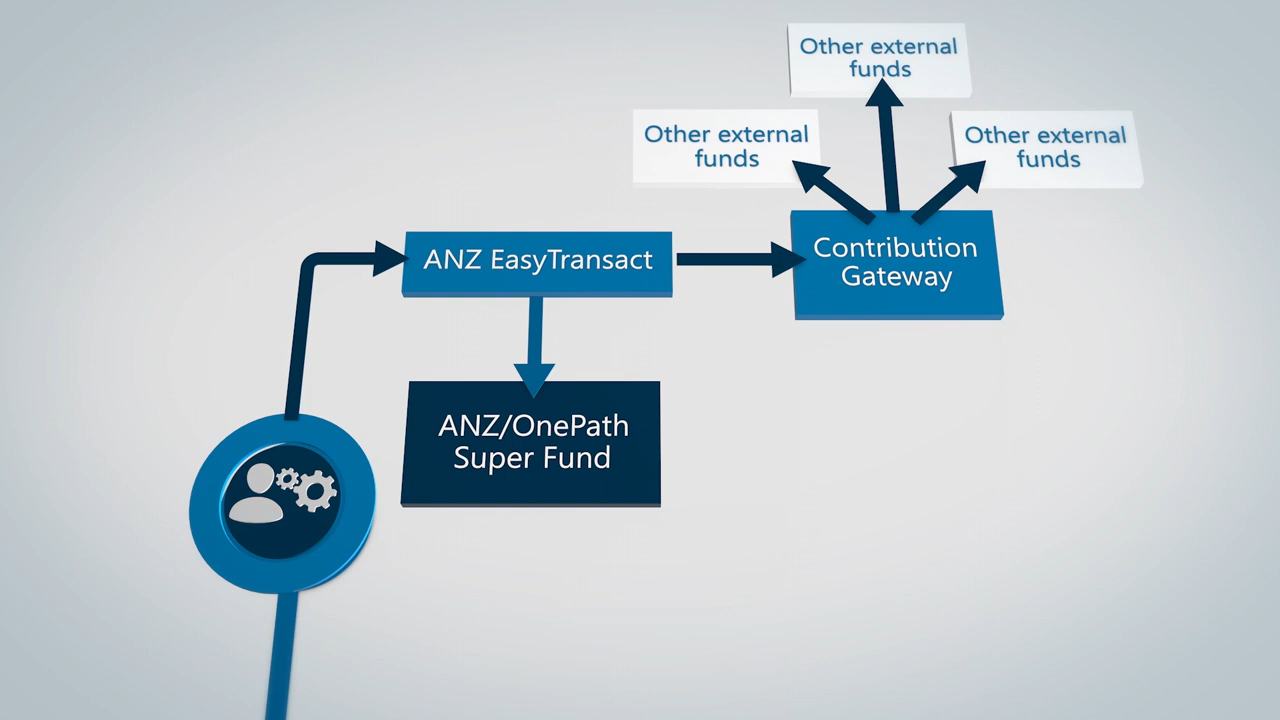 Other external
funds
Other external
funds
Other external
funds
ANZ EasyTransact
Contribution
Gateway
ANZ/OnePath
Super Fund